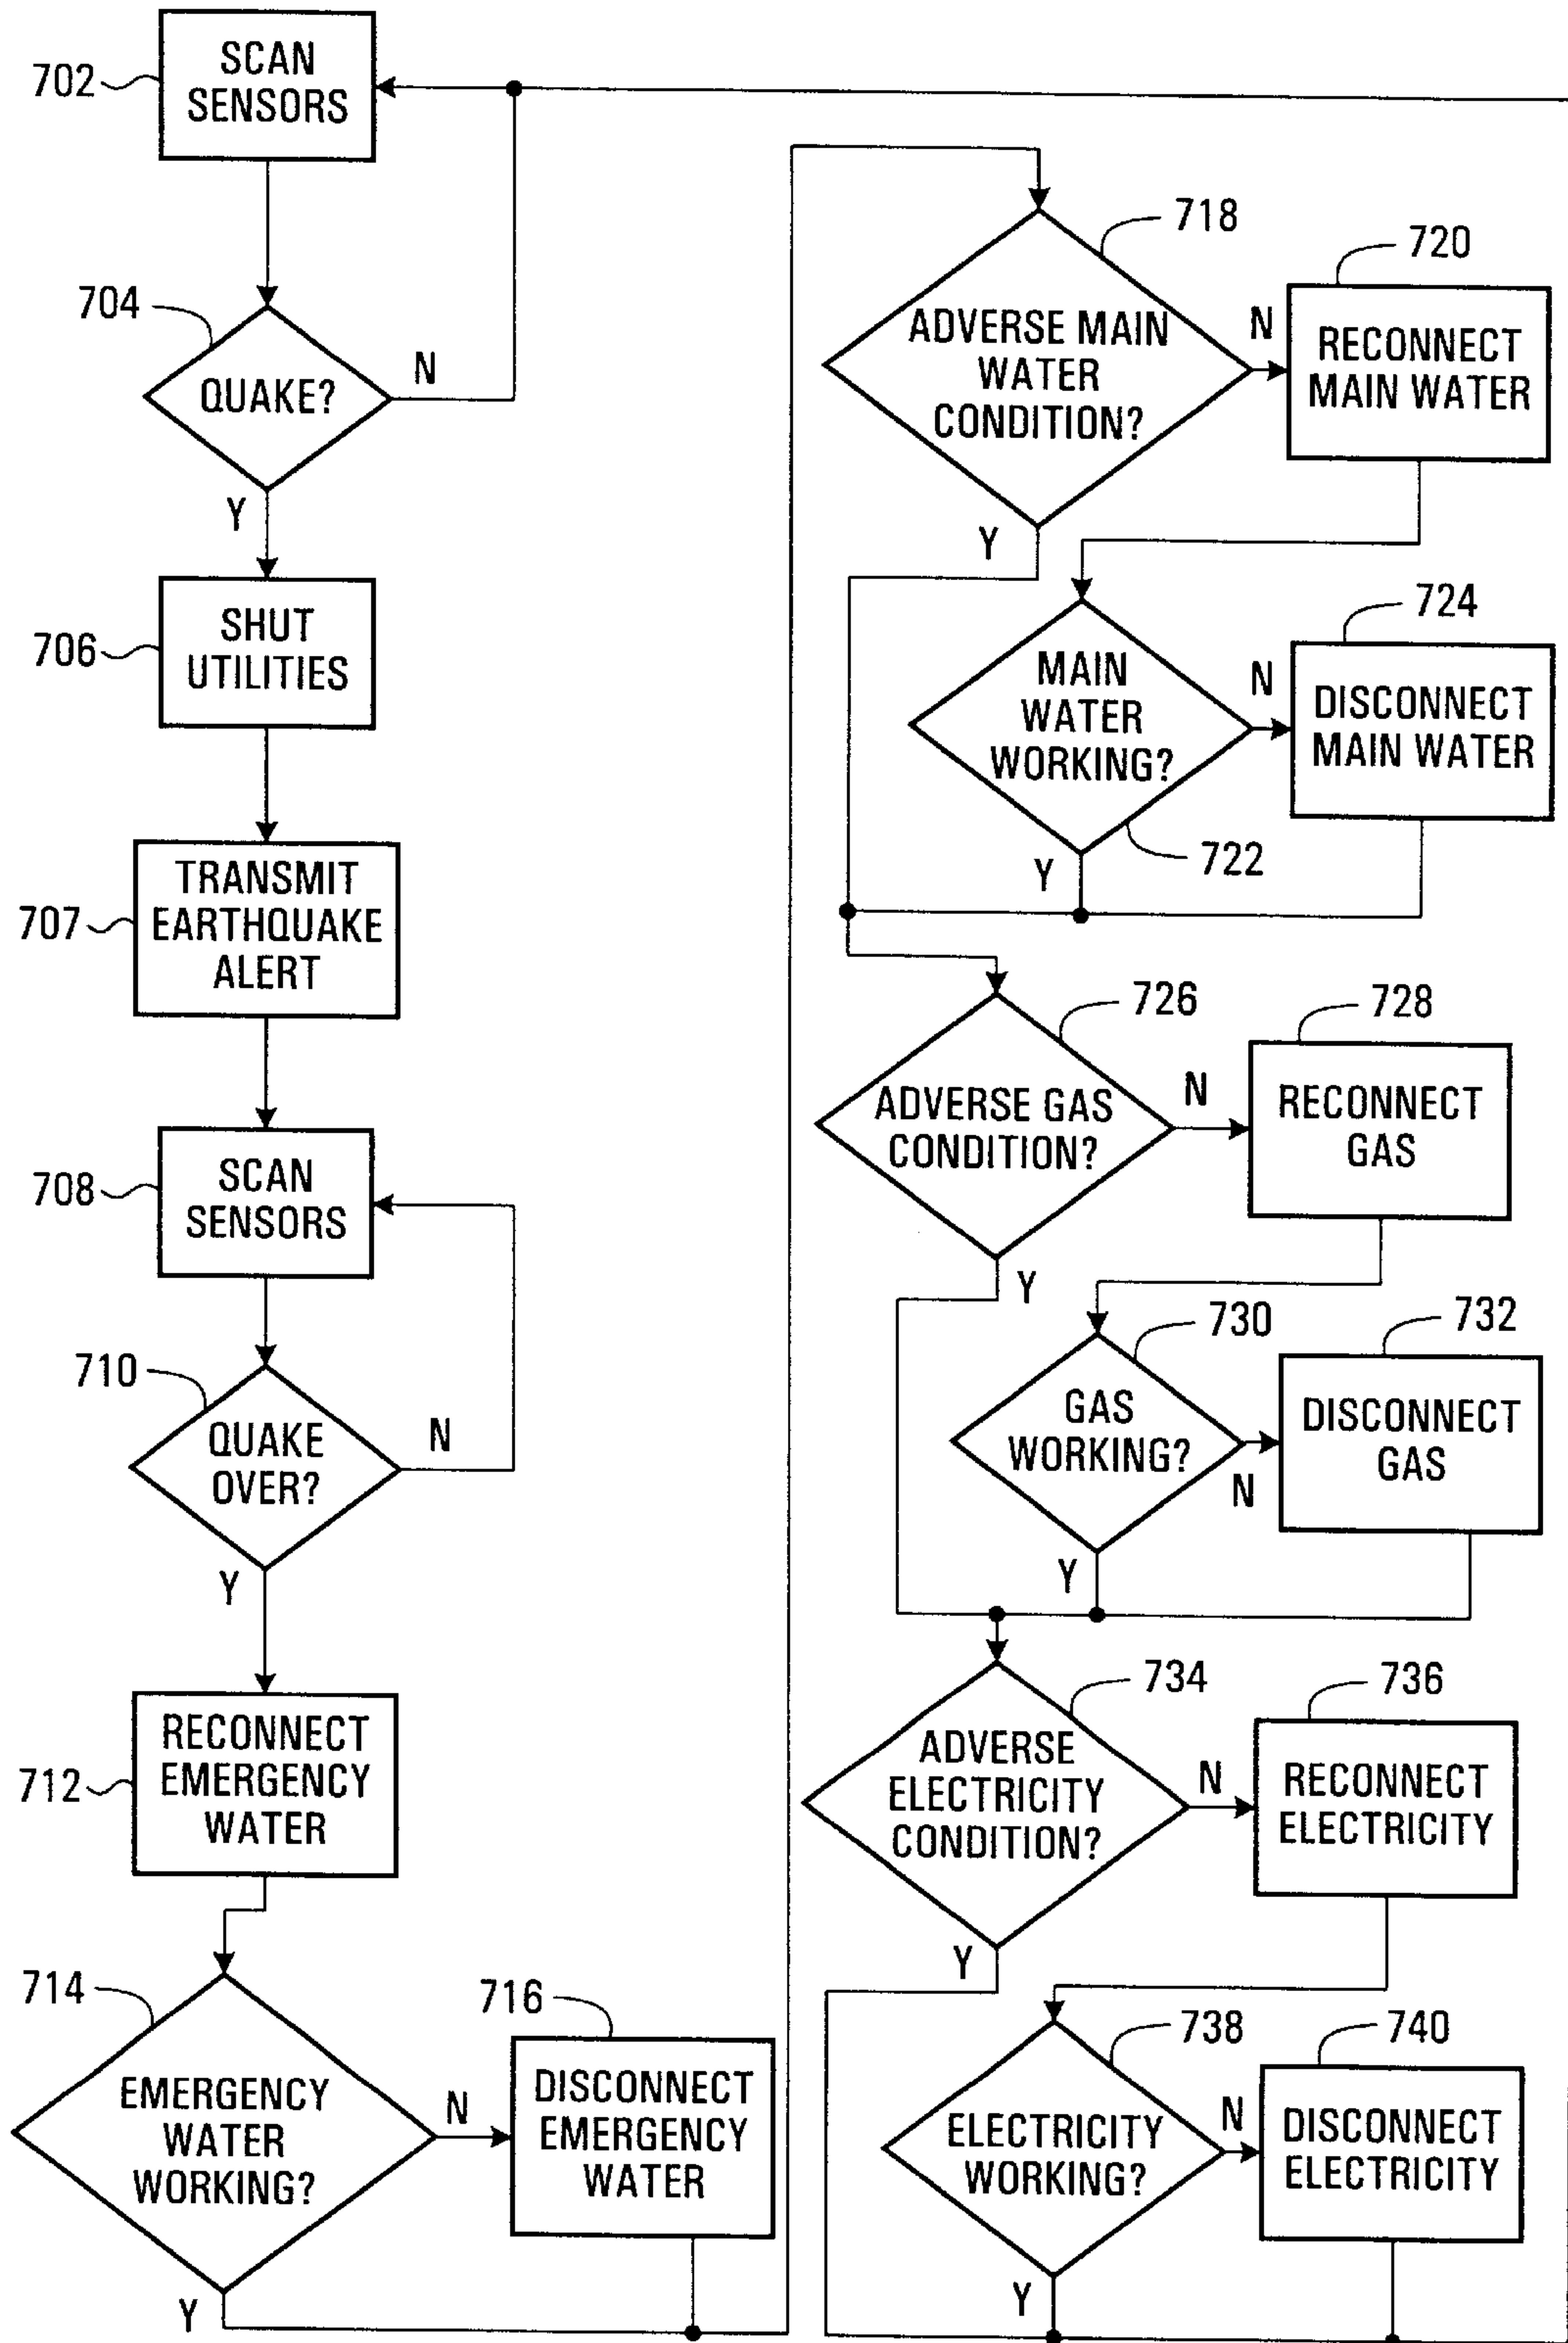 702
SCAN
SENSORS
704
QUAKE?
N
Y
706
SHUT
UTILITIES
707
TRANSMIT
EARTHQUAKE
ALERT
708
SCAN
SENSORS
710
QUAKE
OVER?
N
Y
712
RECONNECT
EMERGENCY
WATER
714
EMERGENCY
WATER
WORKING?
N
Y
716
DISCONNECT
EMERGENCY
WATER
718
ADVERSE MAIN
WATER
CONDITION?
N
Y
720
RECONNECT
MAIN WATER
MAIN
WATER
WORKING?
722
N
Y
724
DISCONNECT
MAIN WATER
726
ADVERSE GAS
CONDITION?
N
Y
728
RECONNECT
GAS
730
GAS
WORKING?
N
Y
732
DISCONNECT
GAS
734
ADVERSE
ELECTRICITY
CONDITION?
N
Y
736
RECONNECT
ELECTRICITY
738
ELECTRICITY
WORKING?
N
Y
740
DISCONNECT
ELECTRICITY